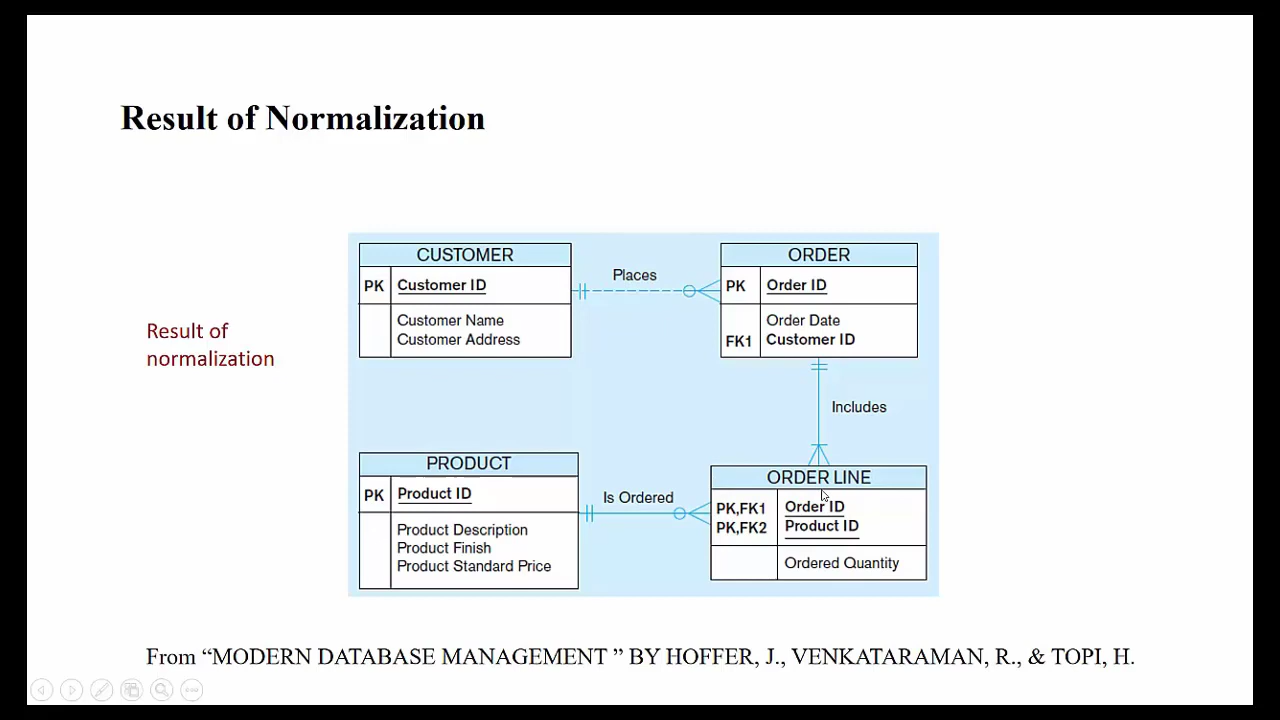 Result of Normalization
Result of
normalization
CUSTOMER
PK Customer ID
Customer Name
Customer Address
Places
ORDER
PK Order ID
Order Date
FK1 Customer ID
Includes
PRODUCT
PK Product ID
Product Description
Product Finish
Product Standard Price
Is Ordered
ORDER LINE
PK,FK1 Order ID
PK,FK2 Product ID
Ordered Quantity
From “MODERN DATABASE MANAGEMENT ” BY HOFFER, J., VENKATARAMAN, R., & TOPI, H.